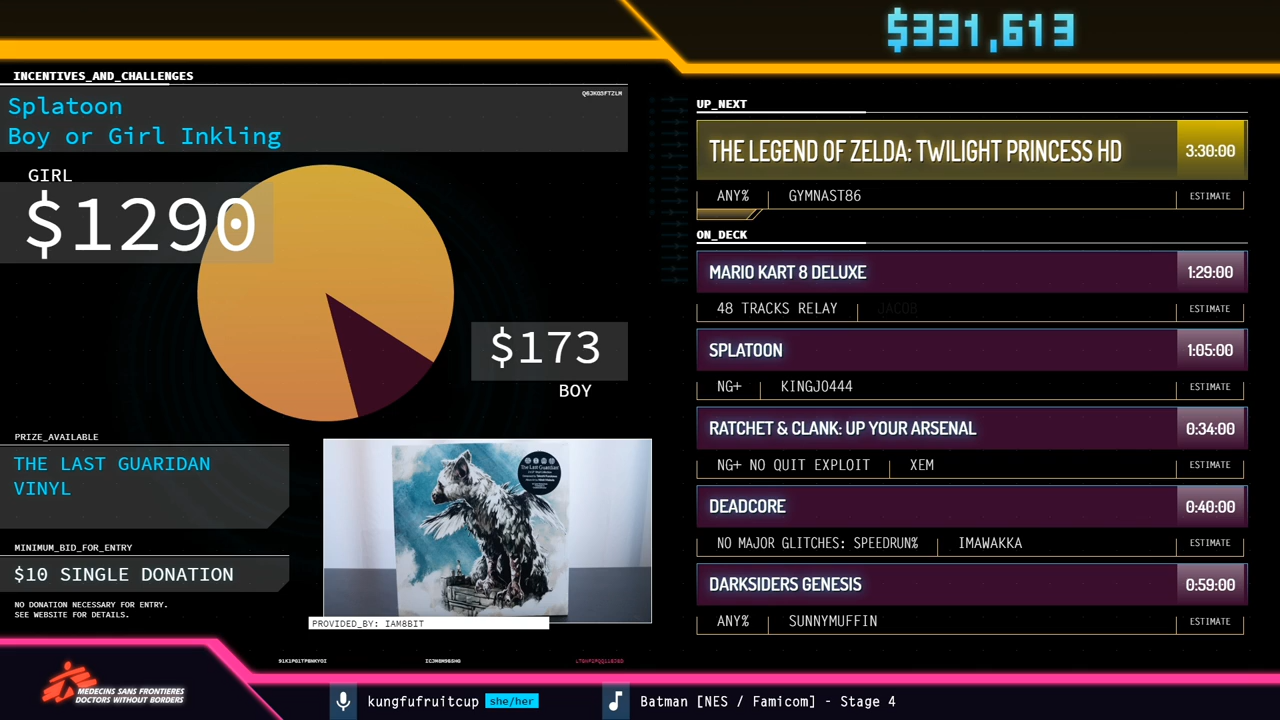 $331,613
INCENTIVES_AND_CHALLENGES
Splatoon
Boy or Girl Inkling
GIRL
$1290
$173
BOY
PRIZE_AVAILABLE
THE LAST GUARIDAN
VINYL
MINIMUM_BID_FOR_ENTRY
$10 SINGLE DONATION
NO DONATION NECESSARY FOR ENTRY.
SEE WEBSITE FOR DETAILS.
The Last Guardian
PROVIDED_BY: IAM8BIT
UP_NEXT
THE LEGEND OF ZELDA: TWILIGHT PRINCESS HD 3:30:00
ANY% GYMNAST86 ESTIMATE
ON_DECK
MARIO KART 8 DELUXE 1:29:00
48 TRACKS RELAY JACOB ESTIMATE
SPLATOON 1:05:00
NG+ KINGJO444 ESTIMATE
RATCHET & CLANK: UP YOUR ARSENAL 0:34:00
NG+ NO QUIT EXPLOIT XEM ESTIMATE
DEADCORE 0:40:00
NO MAJOR GLITCHES: SPEEDRUN% IMAWAKKA ESTIMATE
DARKSIDERS GENESIS 0:59:00
ANY% SUNNYMUFFIN ESTIMATE
MEDECINS SANS FRONTIERES
DOCTORS WITHOUT BORDERS
kungfufruitcup she/her
Batman [NES / Famicom] - Stage 4